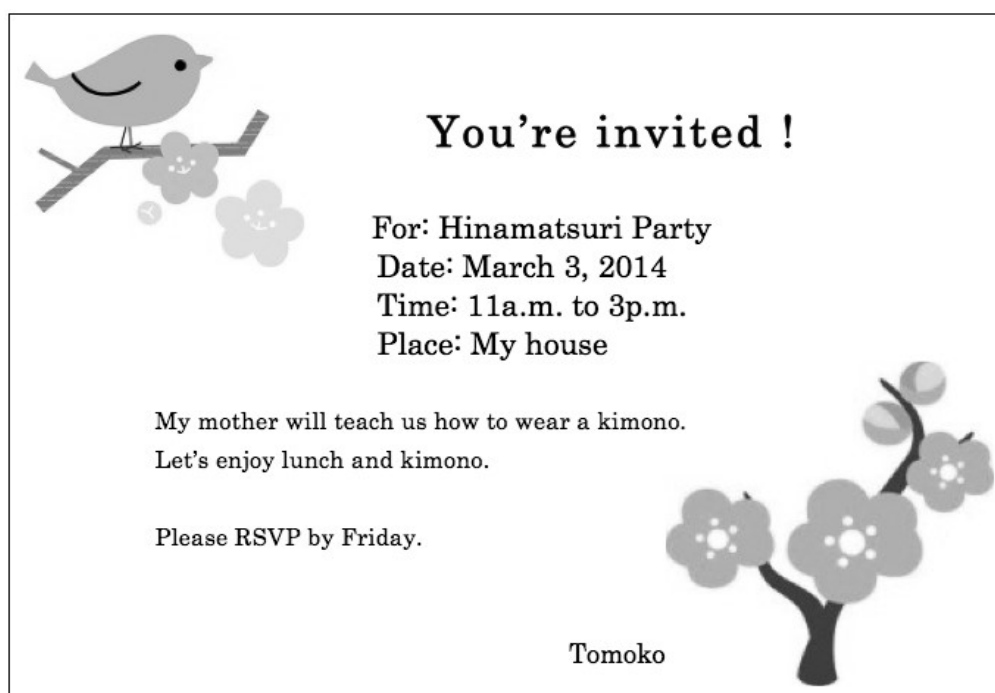 You're invited !
For: Hinamatsuri Party
Date: March 3, 2014
Time: 11a.m. to 3p.m.
Place: My house
My mother will teach us how to wear a kimono.
Let's enjoy lunch and kimono.
Please RSVP by Friday.
Tomoko